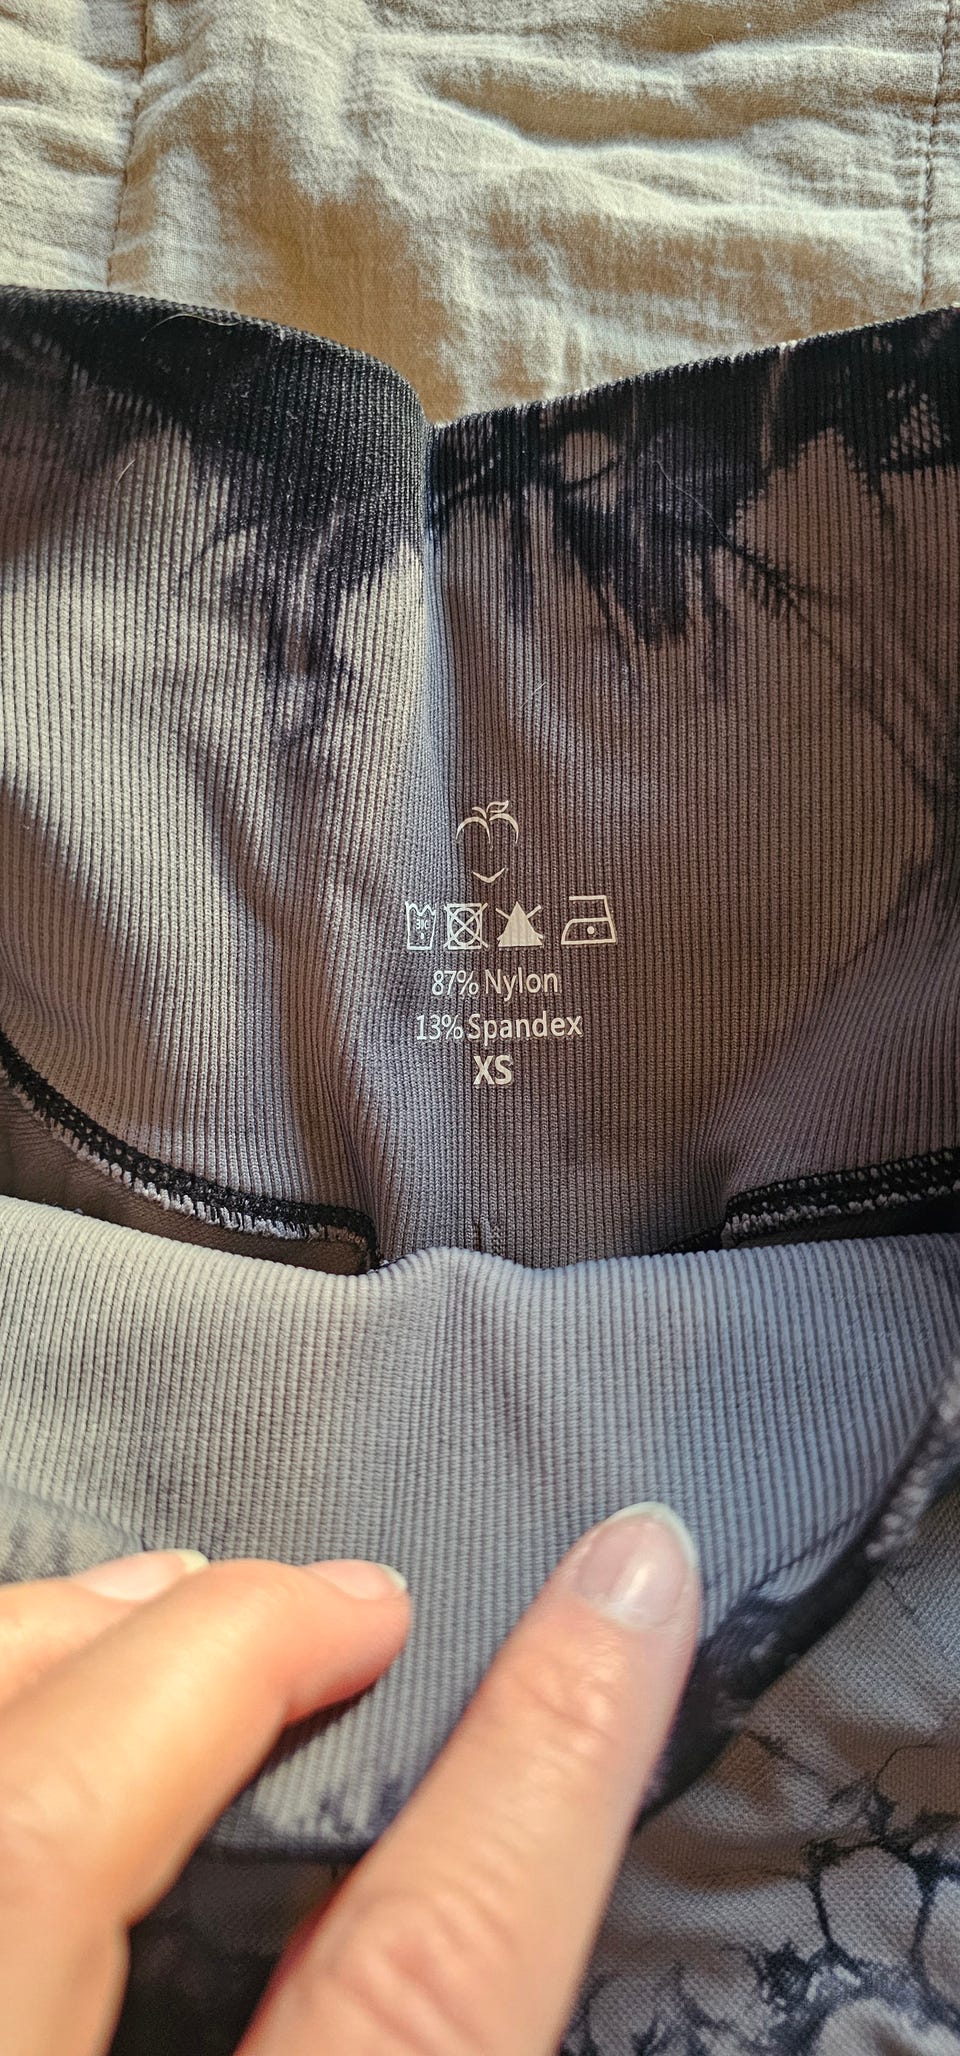 87% Nylon
13% Spandex
XS